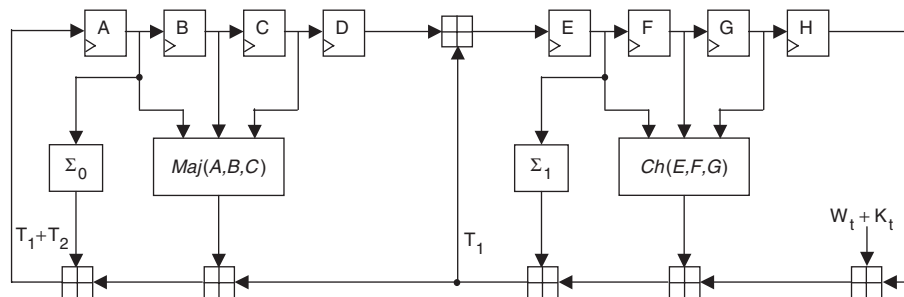 A B C D E F G H
Σ₀ Maj(A,B,C) Σ₁ Ch(E,F,G)
T₁+T₂ T₁ Wₜ + Kₜ